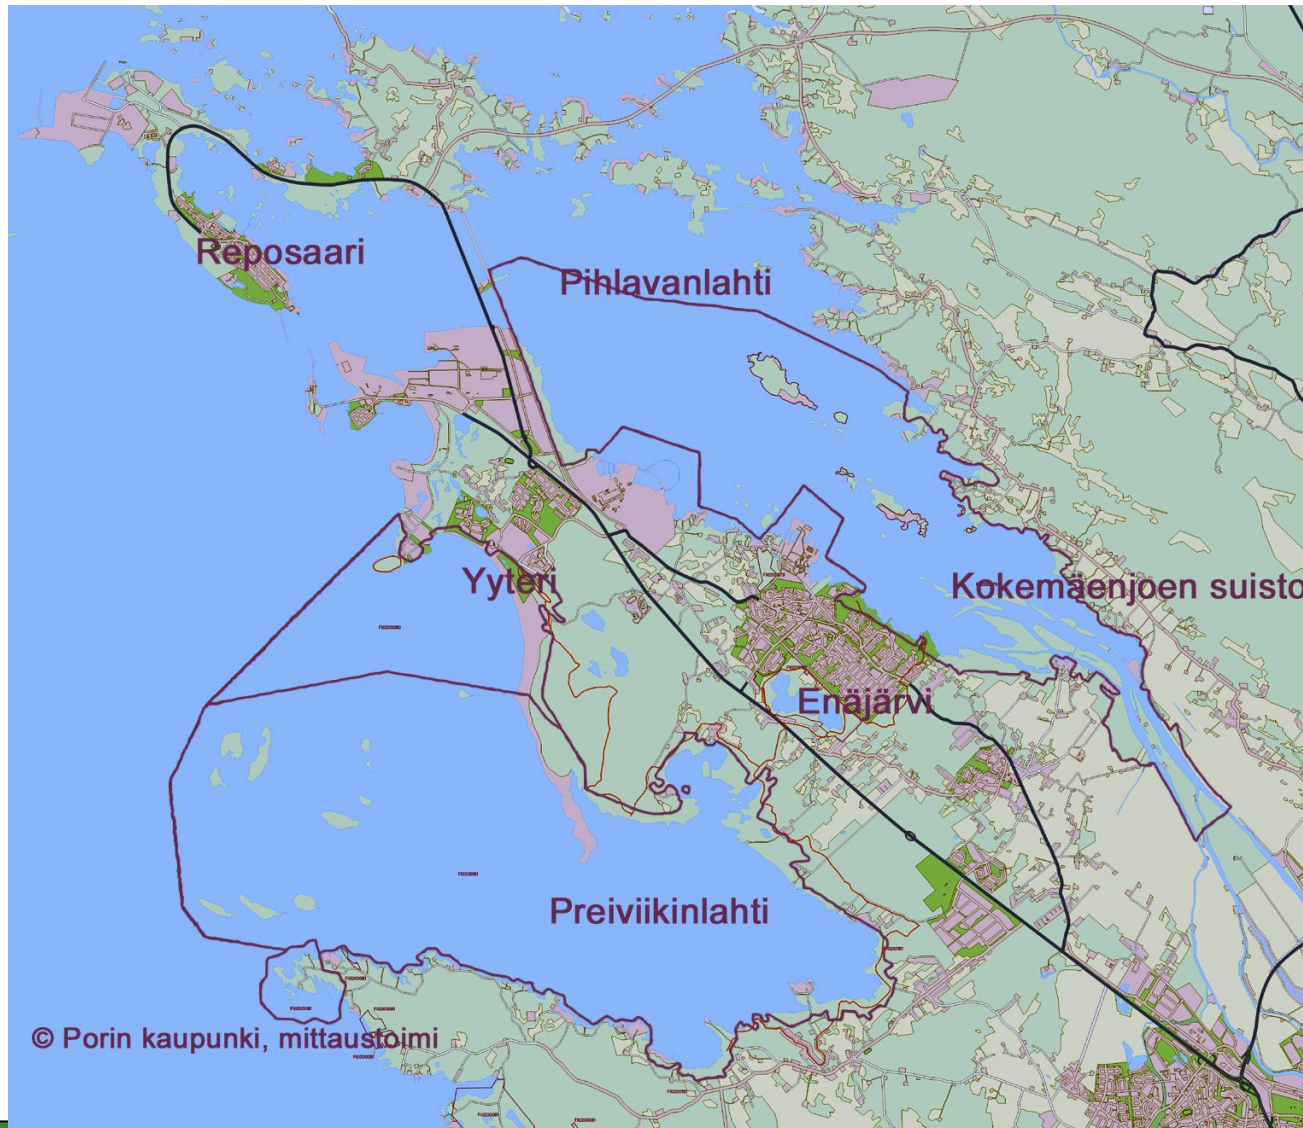 Reposaari
Pihlavanlahti
Yyteri
Kokemäenjoen suisto
Enäjärvi
Preiviikinlahti
© Porin kaupunki, mittaustoimi